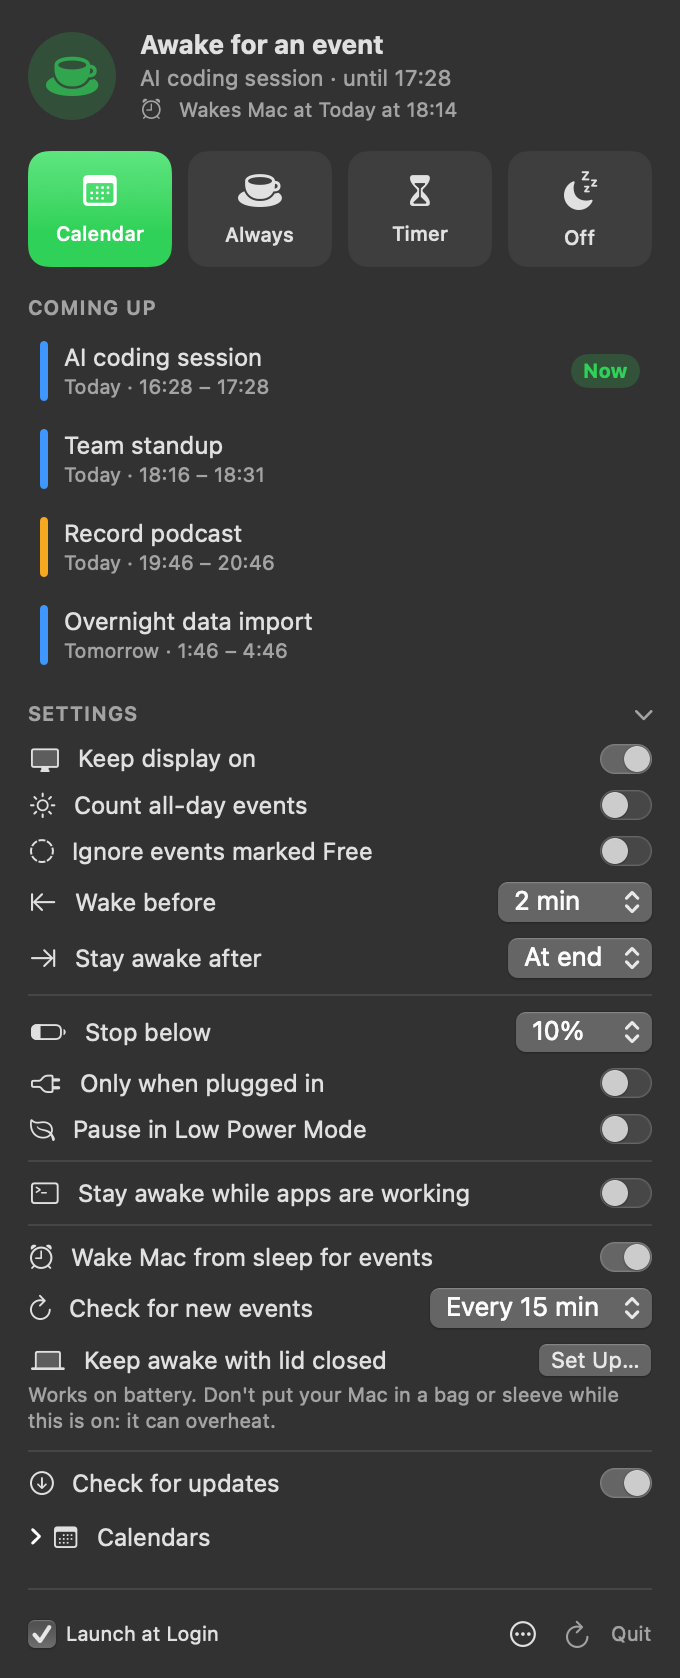 Awake for an event
AI coding session · until 17:28
Wakes Mac at Today at 18:14
Calendar
Always
Timer
Off
COMING UP
AI coding session
Today · 16:28 – 17:28
Now
Team standup
Today · 18:16 – 18:31
Record podcast
Today · 19:46 – 20:46
Overnight data import
Tomorrow · 1:46 – 4:46
SETTINGS
Keep display on
Count all-day events
Ignore events marked Free
Wake before
2 min
Stay awake after
At end
Stop below
10%
Only when plugged in
Pause in Low Power Mode
Stay awake while apps are working
Wake Mac from sleep for events
Check for new events
Every 15 min
Keep awake with lid closed
Set Up...
Works on battery. Don't put your Mac in a bag or sleeve while
this is on: it can overheat.
Check for updates
Calendars
Launch at Login
Quit